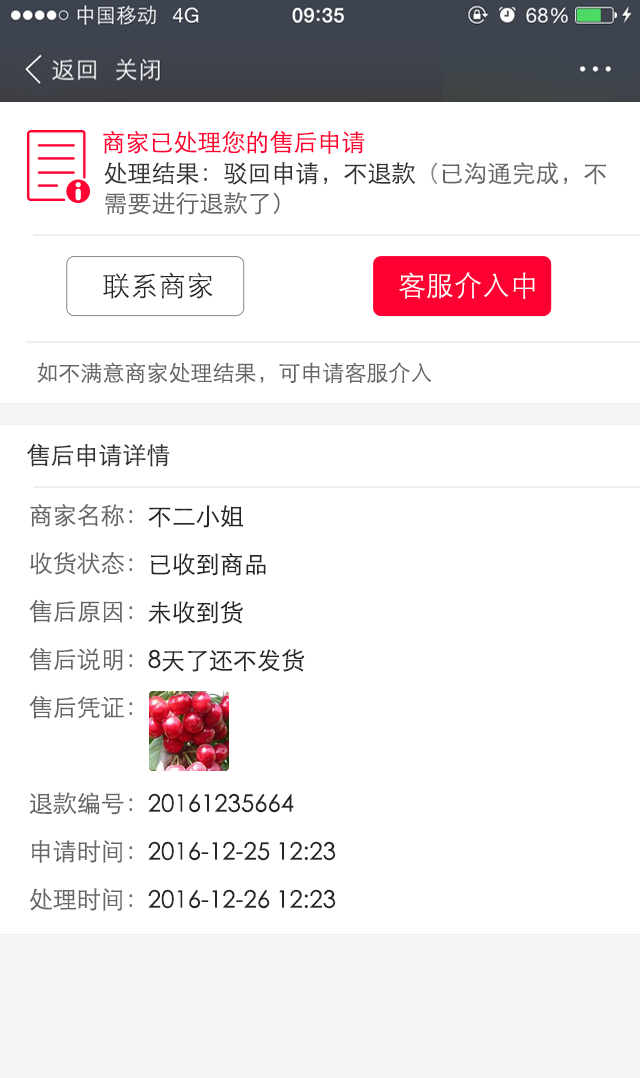 中国移动 4G 09:35 68%
返回 关闭
商家已处理您的售后申请
处理结果：驳回申请，不退款（已沟通完成，不
需要进行退款了）
联系商家 客服介入中
如不满意商家处理结果，可申请客服介入
售后申请详情
商家名称：不二小姐
收货状态：已收到商品
售后原因：未收到货
售后说明：8天了还不发货
售后凭证：
退款编号：20161235664
申请时间：2016-12-25 12:23
处理时间：2016-12-26 12:23